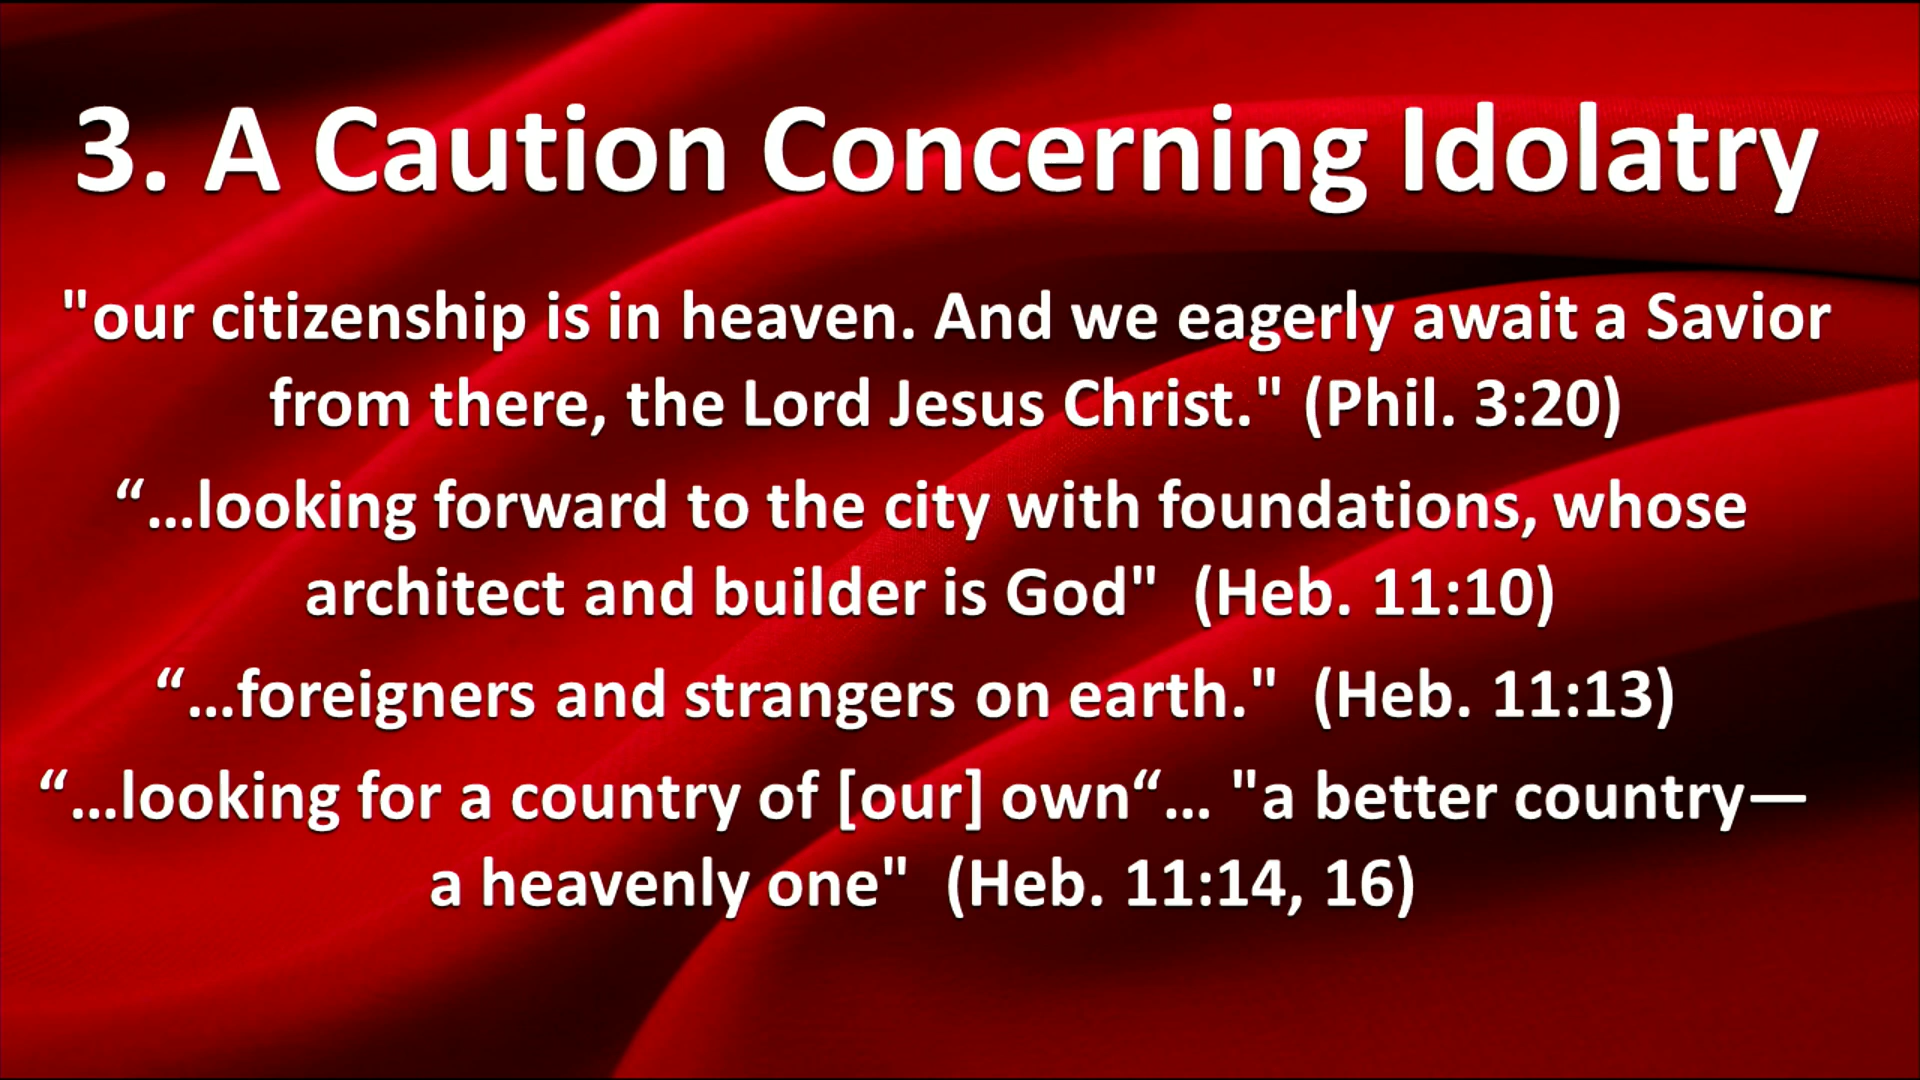 3. A Caution Concerning Idolatry
"our citizenship is in heaven. And we eagerly await a Savior
from there, the Lord Jesus Christ." (Phil. 3:20)
“…looking forward to the city with foundations, whose
architect and builder is God"  (Heb. 11:10)
“…foreigners and strangers on earth."  (Heb. 11:13)
“…looking for a country of [our] own“… "a better country—
a heavenly one"  (Heb. 11:14, 16)